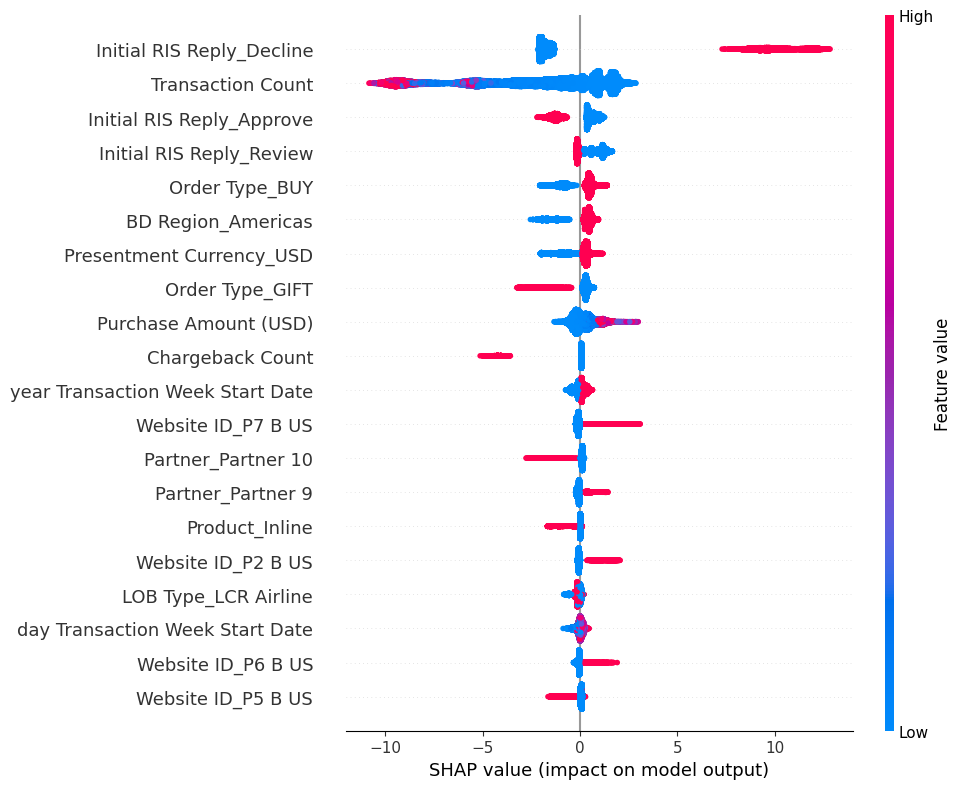 High
Initial RIS Reply_Decline
Transaction Count
Initial RIS Reply_Approve
Initial RIS Reply_Review
Order Type_BUY
BD Region_Americas
Presentment Currency_USD
Order Type_GIFT
Purchase Amount (USD)
Chargeback Count
year Transaction Week Start Date
Website ID_P7 B US
Partner_Partner 10
Partner_Partner 9
Product_Inline
Website ID_P2 B US
LOB Type_LCR Airline
day Transaction Week Start Date
Website ID_P6 B US
Website ID_P5 B US
Feature value
Low
−10 −5 0 5 10
SHAP value (impact on model output)